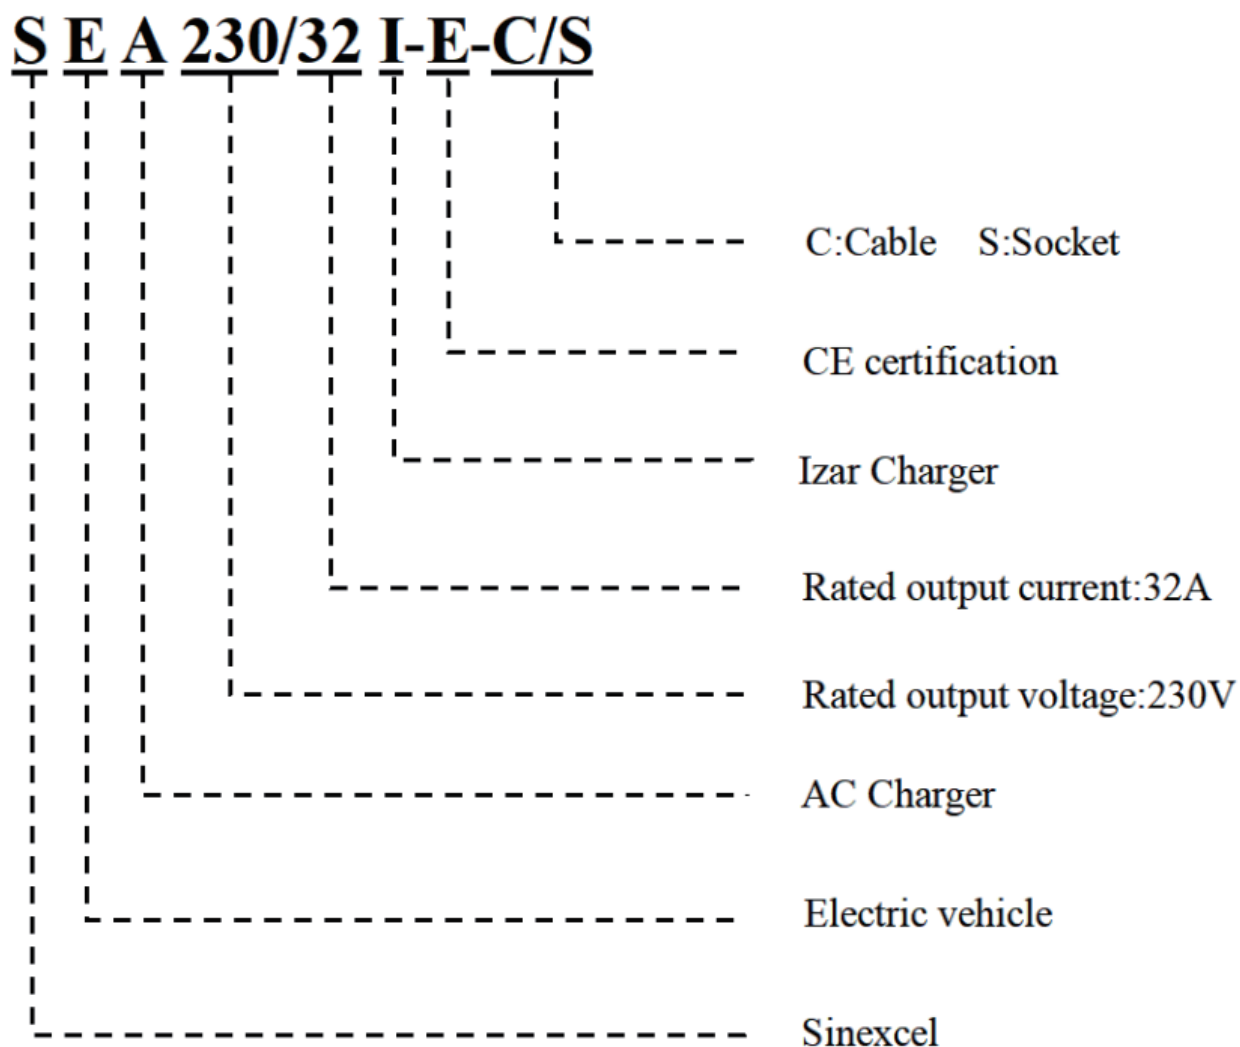 S E A 230/32 I-E-C/S
C:Cable S:Socket
CE certification
Izar Charger
Rated output current:32A
Rated output voltage:230V
AC Charger
Electric vehicle
Sinexcel